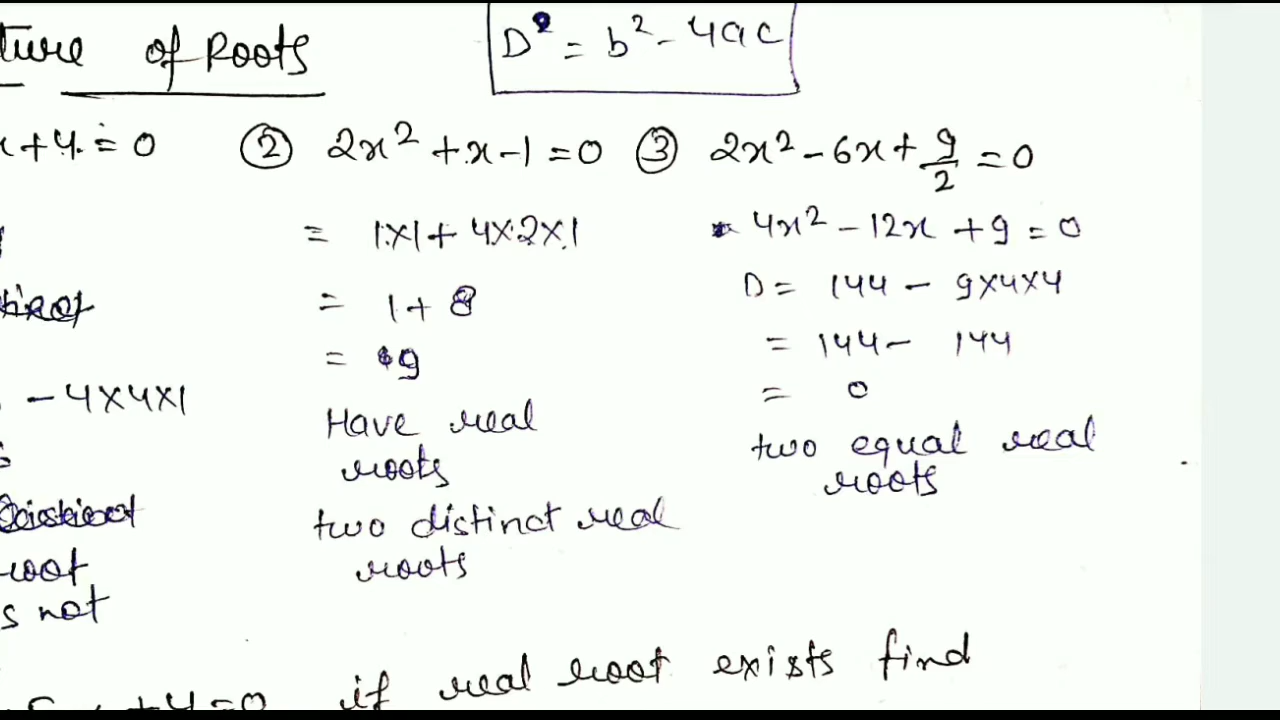 ture of Roots
D² = b² - 4ac
x + 4 = 0
② 2x² + x - 1 = 0
= 1×1 + 4×2×1
= 1 + 8
= 9
Have real
roots
two distinct real
roots
③ 2x² - 6x + 9/2 = 0
4x² - 12x + 9 = 0
D = 144 - 9×4×4
= 144 - 144
= 0
two equal real
roots
- 4×4×1
root
s not
x + 4 = 0 if real root exists find